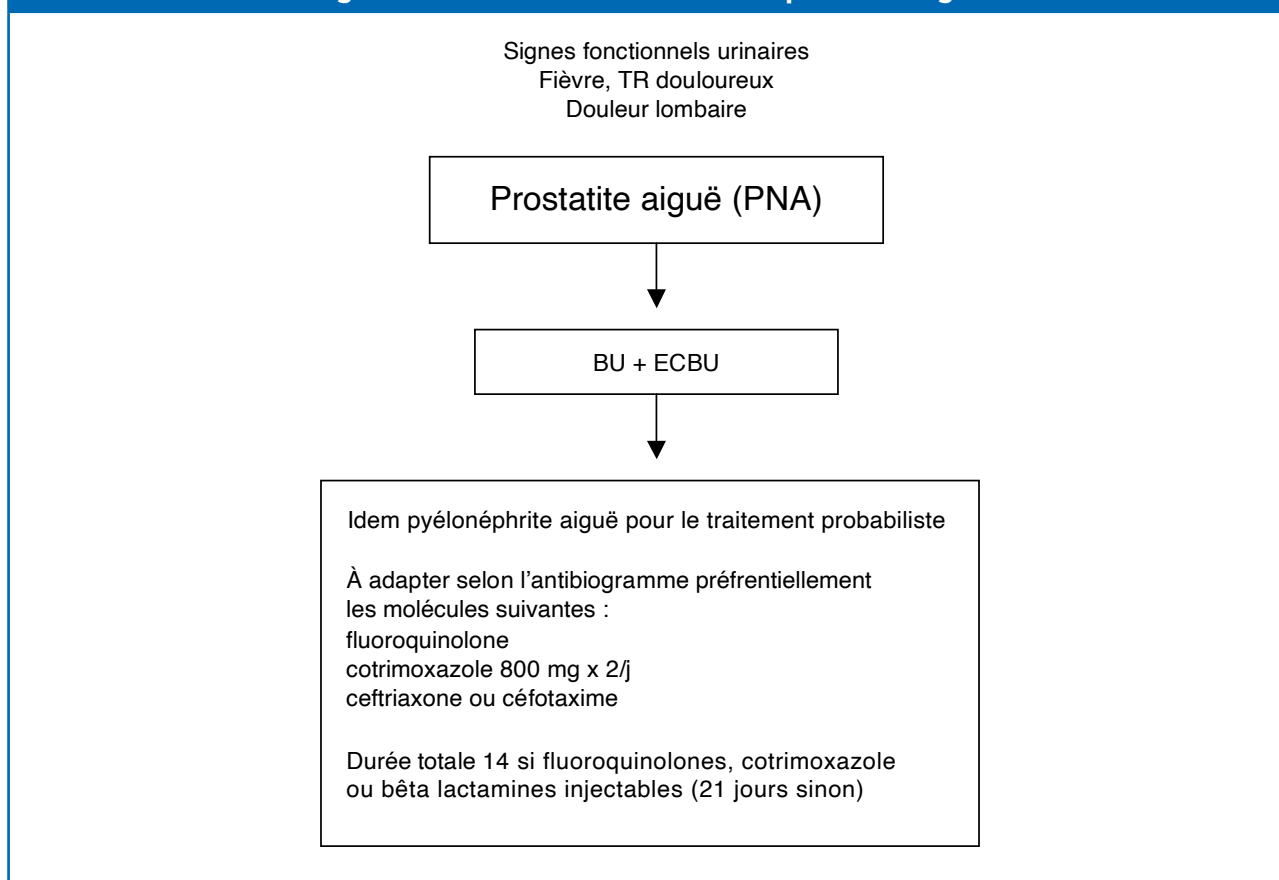 Signes fonctionnels urinaires
Fièvre, TR douloureux
Douleur lombaire
Prostatite aiguë (PNA)
BU + ECBU
Idem pyélonéphrite aiguë pour le traitement probabiliste
À adapter selon l’antibiogramme préfrentiellement
les molécules suivantes :
fluoroquinolone
cotrimoxazole 800 mg x 2/j
ceftriaxone ou céfotaxime
Durée totale 14 si fluoroquinolones, cotrimoxazole
ou bêta lactamines injectables (21 jours sinon)